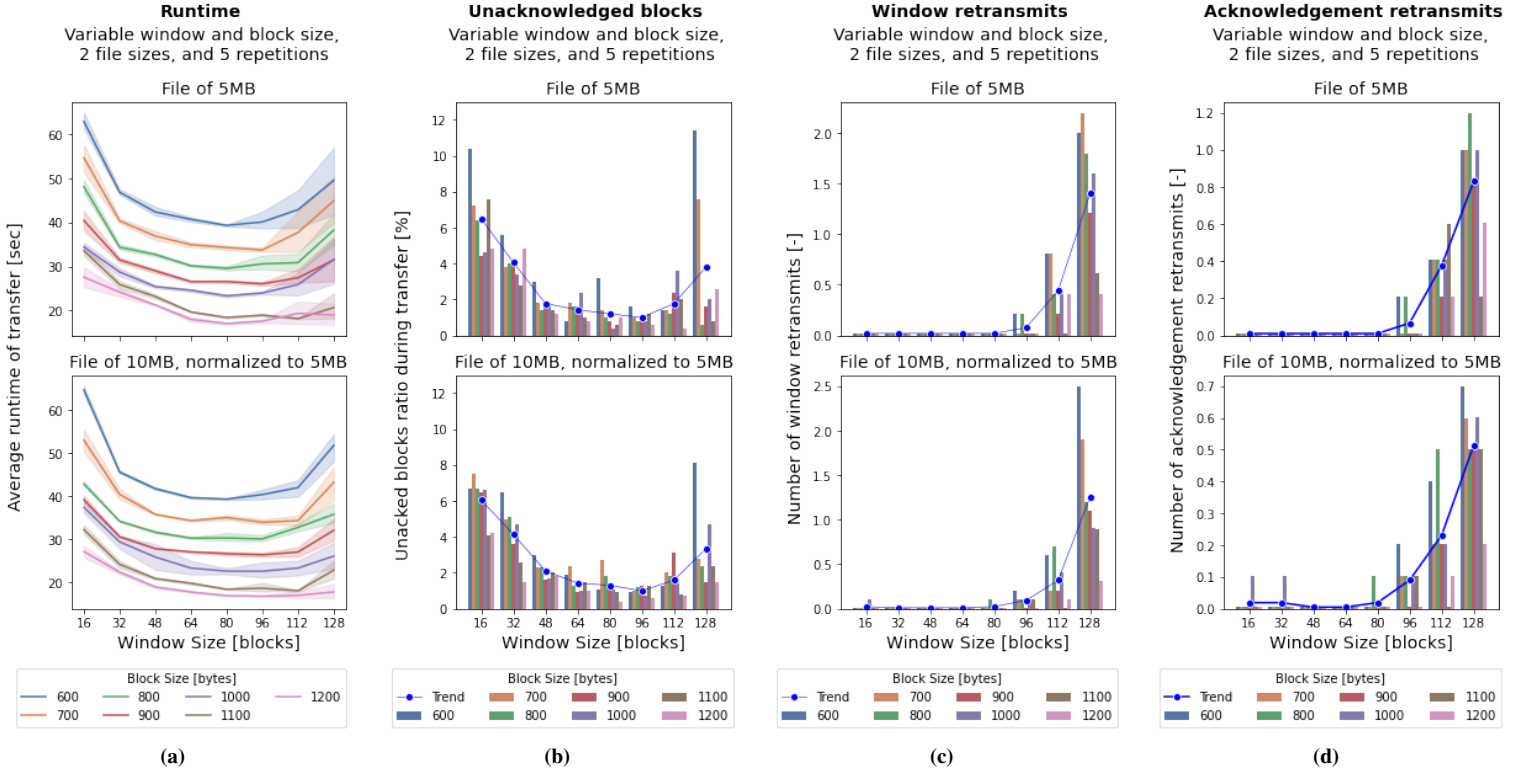 Runtime
Variable window and block size,
2 file sizes, and 5 repetitions
File of 5MB
60
50
40
30
20
File of 10MB, normalized to 5MB
60
50
40
30
20
16 32 48 64 80 96 112 128
Window Size [blocks]
Average runtime of transfer [sec]
Block Size [bytes]
600 800 1000 1200
700 900 1100
(a)
Unacknowledged blocks
Variable window and block size,
2 file sizes, and 5 repetitions
File of 5MB
12
10
8
6
4
2
0
File of 10MB, normalized to 5MB
12
10
8
6
4
2
0
16 32 48 64 80 96 112 128
Window Size [blocks]
Unacked blocks ratio during transfer [%]
Block Size [bytes]
Trend 700 900 1100
600 800 1000 1200
(b)
Window retransmits
Variable window and block size,
2 file sizes, and 5 repetitions
File of 5MB
2.0
1.5
1.0
0.5
0.0
File of 10MB, normalized to 5MB
2.5
2.0
1.5
1.0
0.5
0.0
16 32 48 64 80 96 112 128
Window Size [blocks]
Number of window retransmits [-]
Block Size [bytes]
Trend 700 900 1100
600 800 1000 1200
(c)
Acknowledgement retransmits
Variable window and block size,
2 file sizes, and 5 repetitions
File of 5MB
1.2
1.0
0.8
0.6
0.4
0.2
0.0
File of 10MB, normalized to 5MB
0.7
0.6
0.5
0.4
0.3
0.2
0.1
0.0
16 32 48 64 80 96 112 128
Window Size [blocks]
Number of acknowledgement retransmits [-]
Block Size [bytes]
Trend 700 900 1100
600 800 1000 1200
(d)